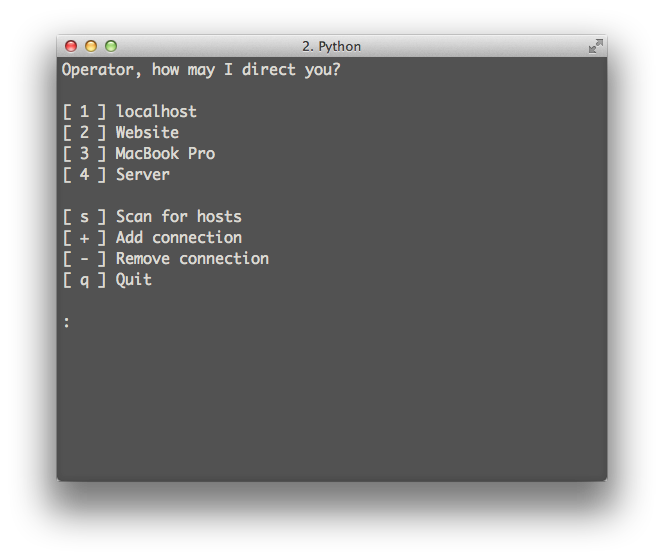 2. Python
Operator, how may I direct you?
[ 1 ] localhost
[ 2 ] Website
[ 3 ] MacBook Pro
[ 4 ] Server
[ s ] Scan for hosts
[ + ] Add connection
[ - ] Remove connection
[ q ] Quit
: